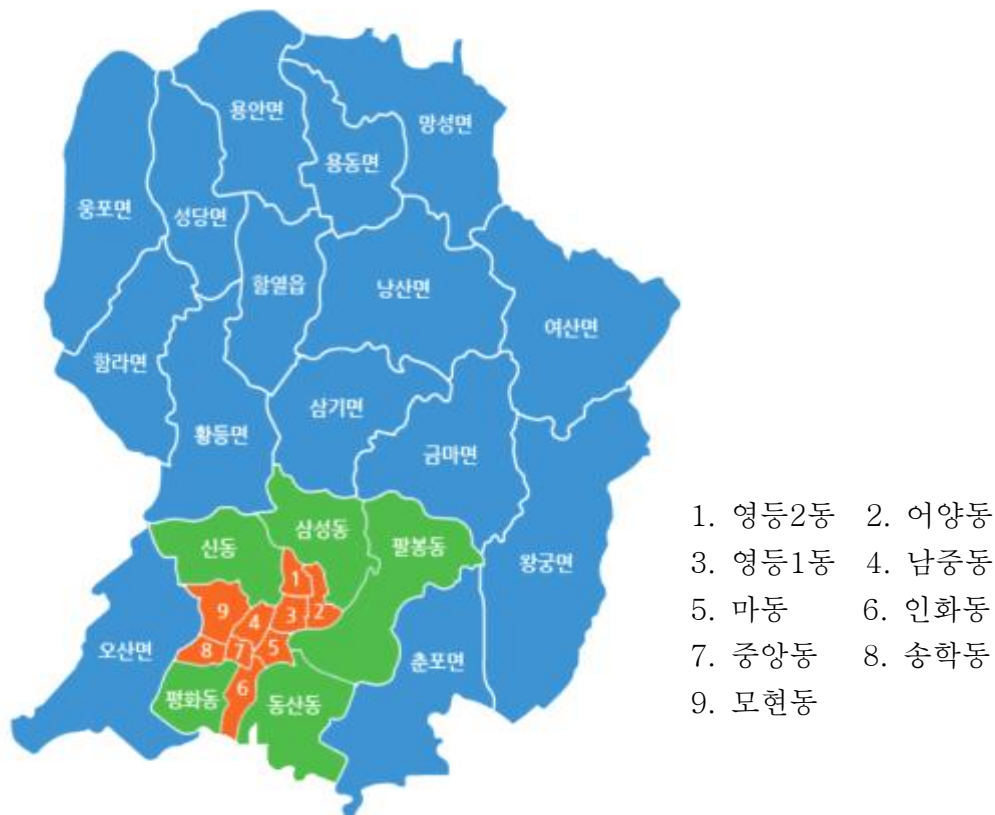 용안면
망성면
용동면
웅포면
성당면
함열읍
낭산면
여산면
함라면
삼기면
황등면
금마면
삼성동
신동
팔봉동
왕궁면
1
9
3
2
4
5
8
7
오산면
춘포면
6
평화동
동산동
1. 영등2동 2. 어양동
3. 영등1동 4. 남중동
5. 마동 6. 인화동
7. 중앙동 8. 송학동
9. 모현동